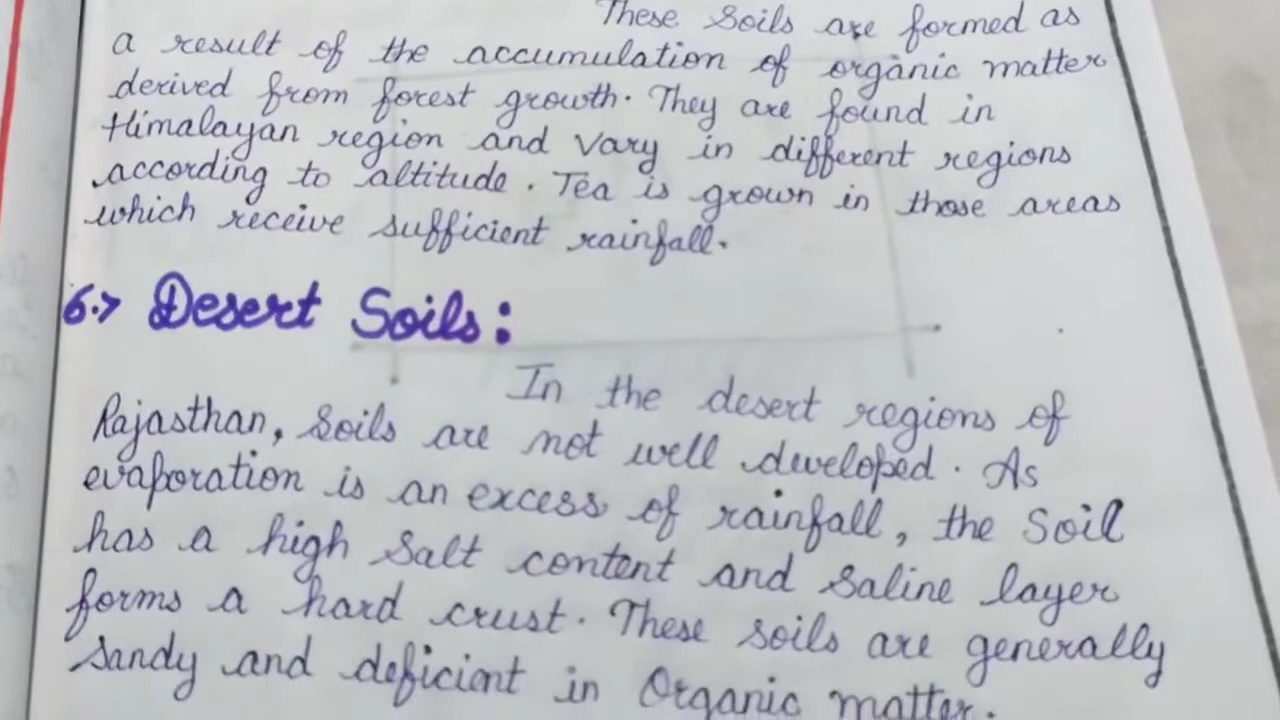 These Soils are formed as
a result of the accumulation of organic matter
derived from forest growth. They are found in
Himalayan region and vary in different regions
according to altitude. Tea is grown in those areas
which receive sufficient rainfall.
6.> Desert Soils:
In the desert regions of
Rajasthan, Soils are not well developed. As
evaporation is an excess of rainfall, the Soil
has a high Salt content and Saline layer
forms a hard crust. These soils are generally
Sandy and deficient in Organic matter.